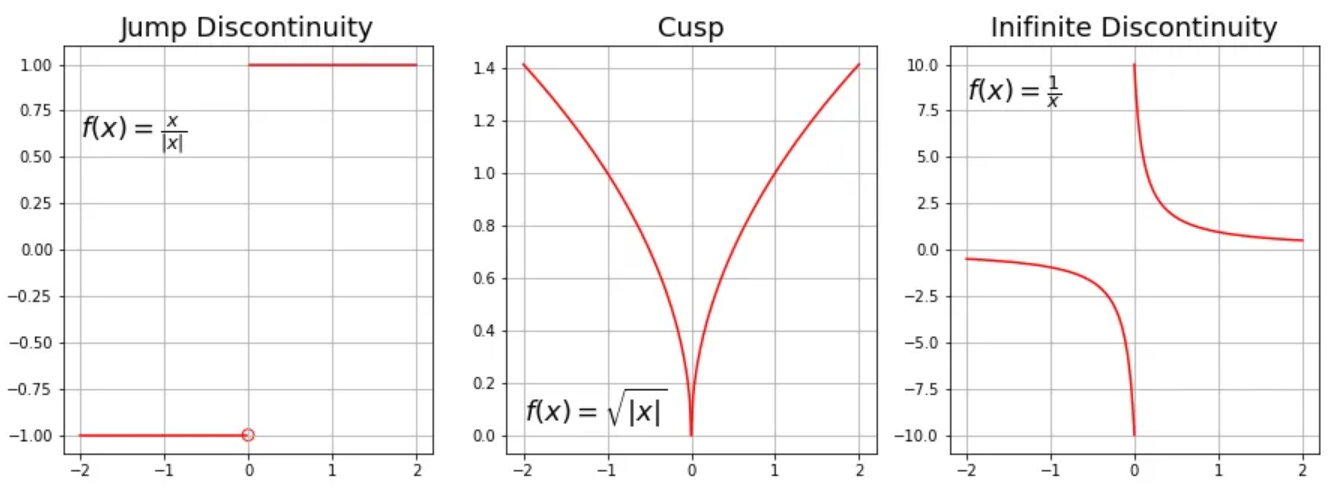 Jump Discontinuity
1.00
0.75
0.50
0.25
0.00
−0.25
−0.50
−0.75
−1.00
f(x) = x/|x|
−2 −1 0 1 2
Cusp
1.4
1.2
1.0
0.8
0.6
0.4
0.2
0.0
f(x) = √|x|
−2 −1 0 1 2
Inifinite Discontinuity
10.0
7.5
5.0
2.5
0.0
−2.5
−5.0
−7.5
−10.0
f(x) = 1/x
−2 −1 0 1 2